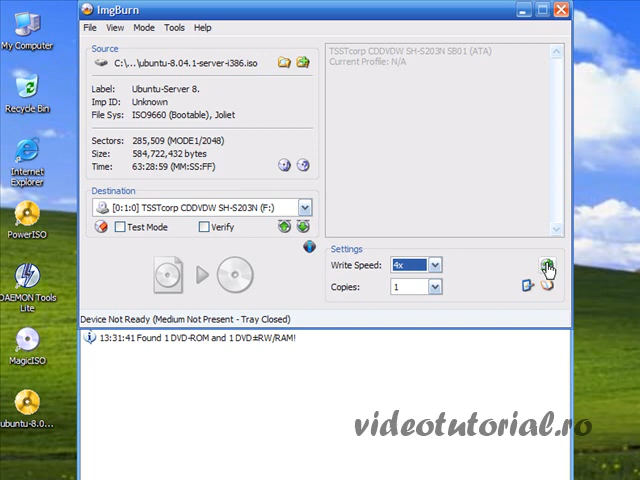 ImgBurn
File View Mode Tools Help
My Computer
Recycle Bin
Internet
Explorer
PowerISO
DAEMON Tools
Lite
MagicISO
ubuntu-8.0...
Source
C:\...\ubuntu-8.04.1-server-i386.iso
Label: Ubuntu-Server 8.
Imp ID: Unknown
File Sys: ISO9660 (Bootable), Joliet
Sectors: 285,509 (MODE1/2048)
Size: 584,722,432 bytes
Time: 63:28:59 (MM:SS:FF)
Destination
[0:1:0] TSSTcorp CDDVDW SH-S203N (F:)
Test Mode Verify
TSSTcorp CDDVDW SH-S203N SB01 (ATA)
Current Profile: N/A
Settings
Write Speed: 4x
Copies: 1
Device Not Ready (Medium Not Present - Tray Closed)
13:31:41 Found 1 DVD-ROM and 1 DVD±RW/RAM!
videotutorial.ro